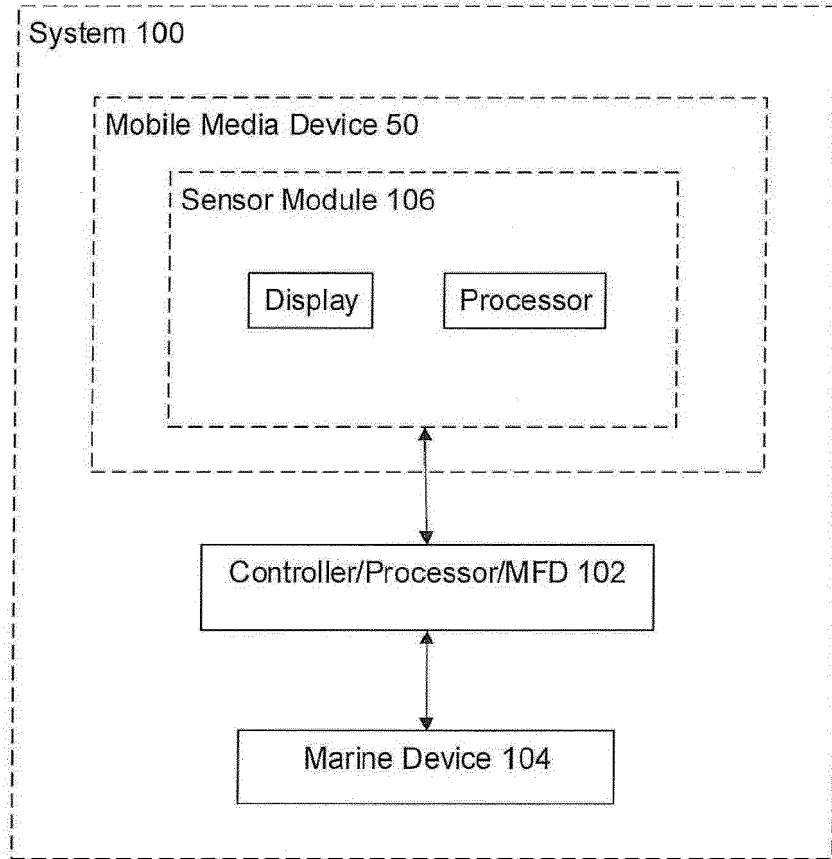 System 100
Mobile Media Device 50
Sensor Module 106
Display
Processor
Controller/Processor/MFD 102
Marine Device 104